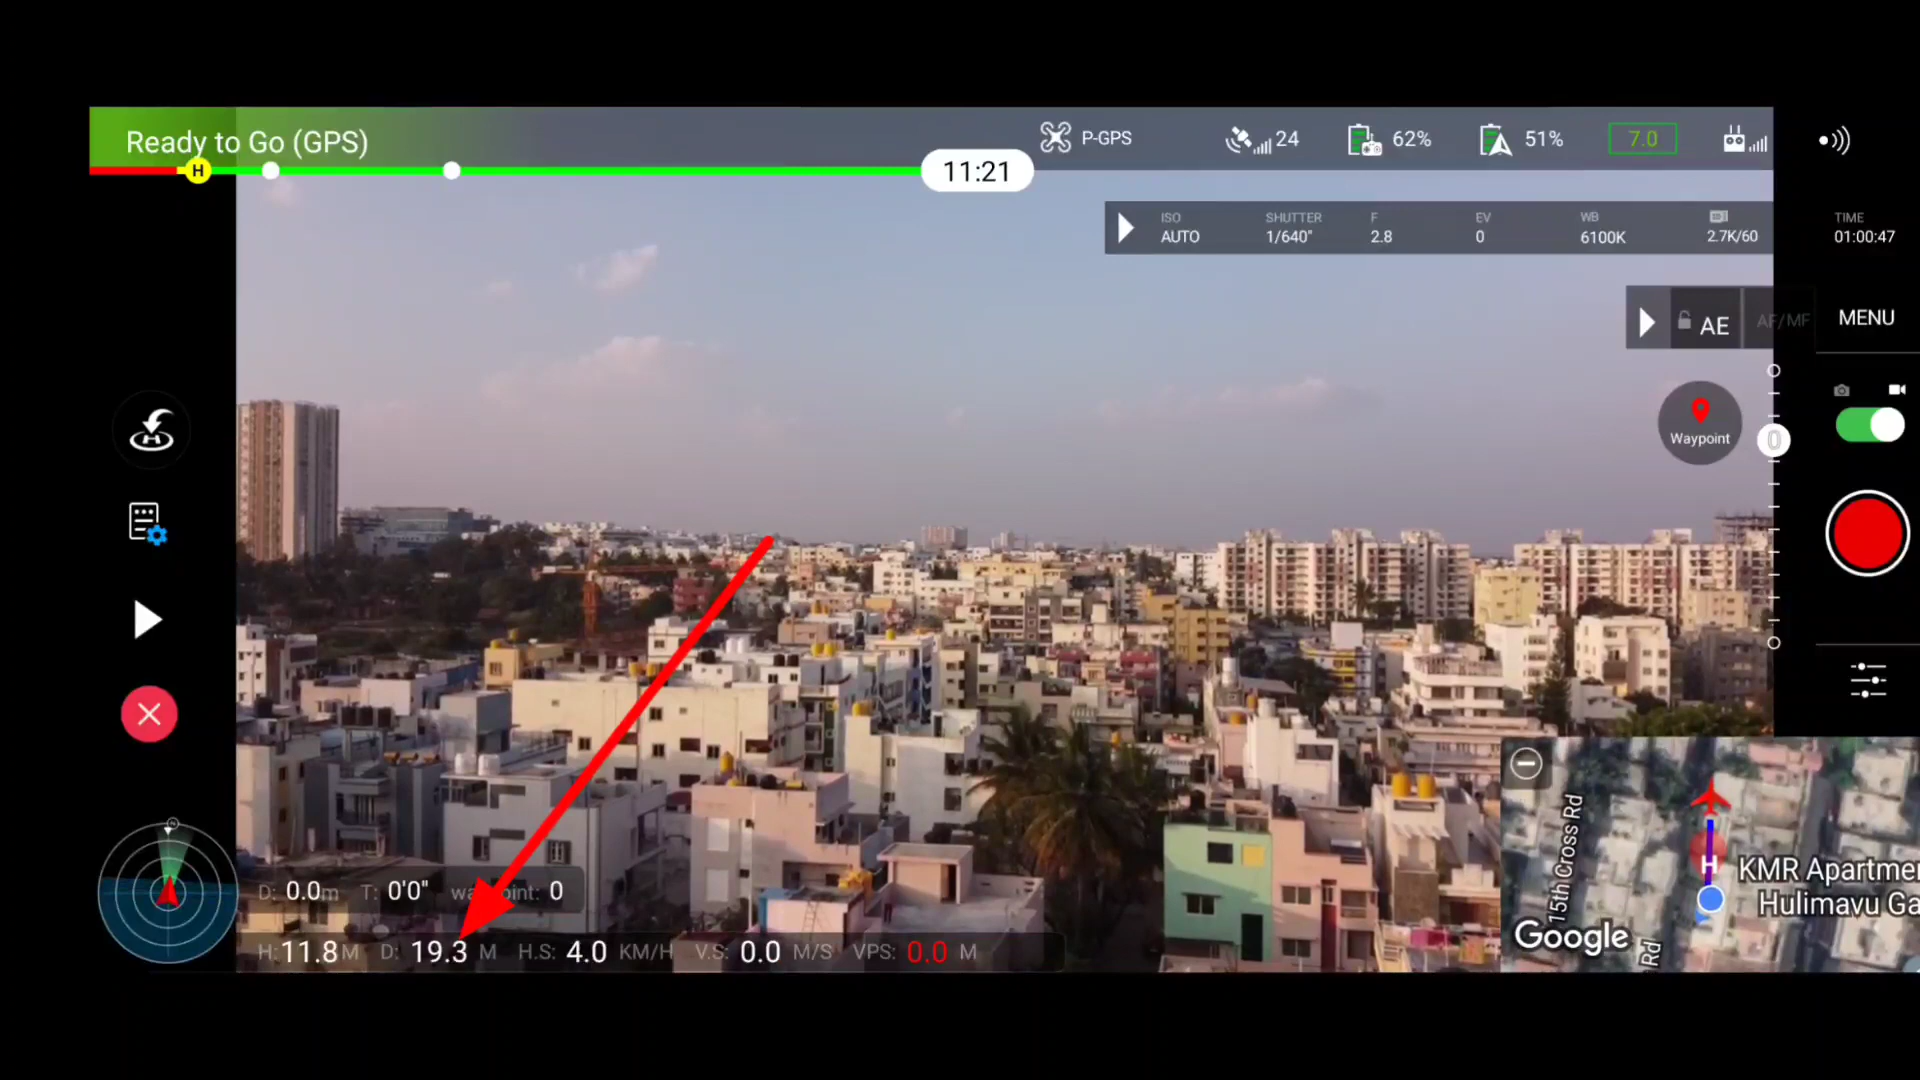 Ready to Go (GPS)
H
11:21
P-GPS
24
62%
51%
7.0
ISO
AUTO
SHUTTER
1/640"
F
2.8
EV
0
WB
6100K
2.7K/60
TIME
01:00:47
AE
AF/MF
MENU
Waypoint
0
H
N
D: 0.0m T: 0'0" point: 0
H: 11.8 M D: 19.3 M H.S: 4.0 KM/H V.S: 0.0 M/S VPS: 0.0 M
15th Cross Rd
H
KMR
Hulimavu
Google
Rd